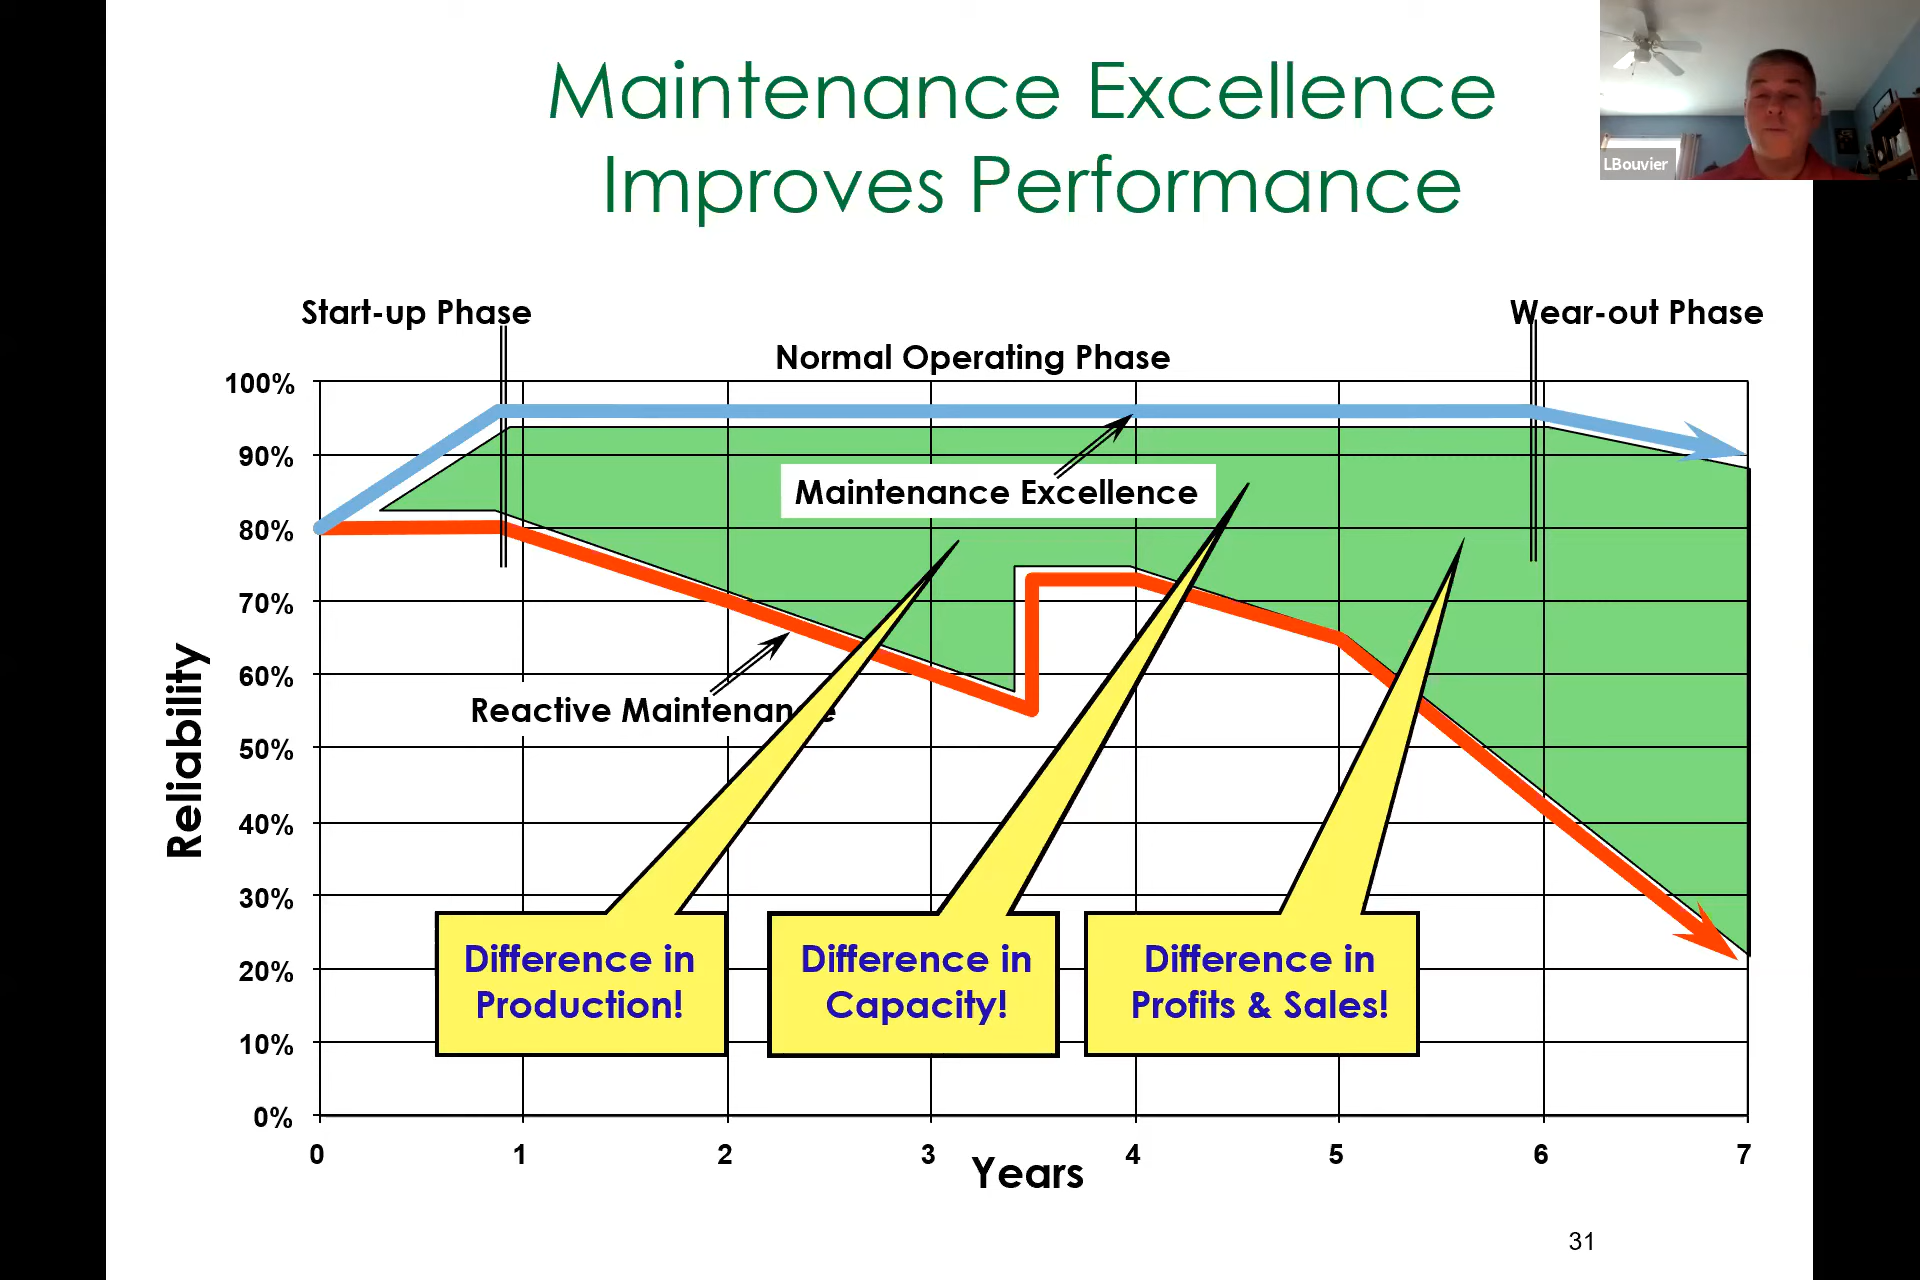 Maintenance Excellence
Improves Performance
LBouvier
Start-up Phase
Wear-out Phase
Normal Operating Phase
100%
90%
80%
70%
60%
50%
40%
30%
20%
10%
0%
Reliability
Maintenance Excellence
Reactive Maintenance
Difference in
Production!
Difference in
Capacity!
Difference in
Profits & Sales!
0 1 2 3 4 5 6 7
Years
31